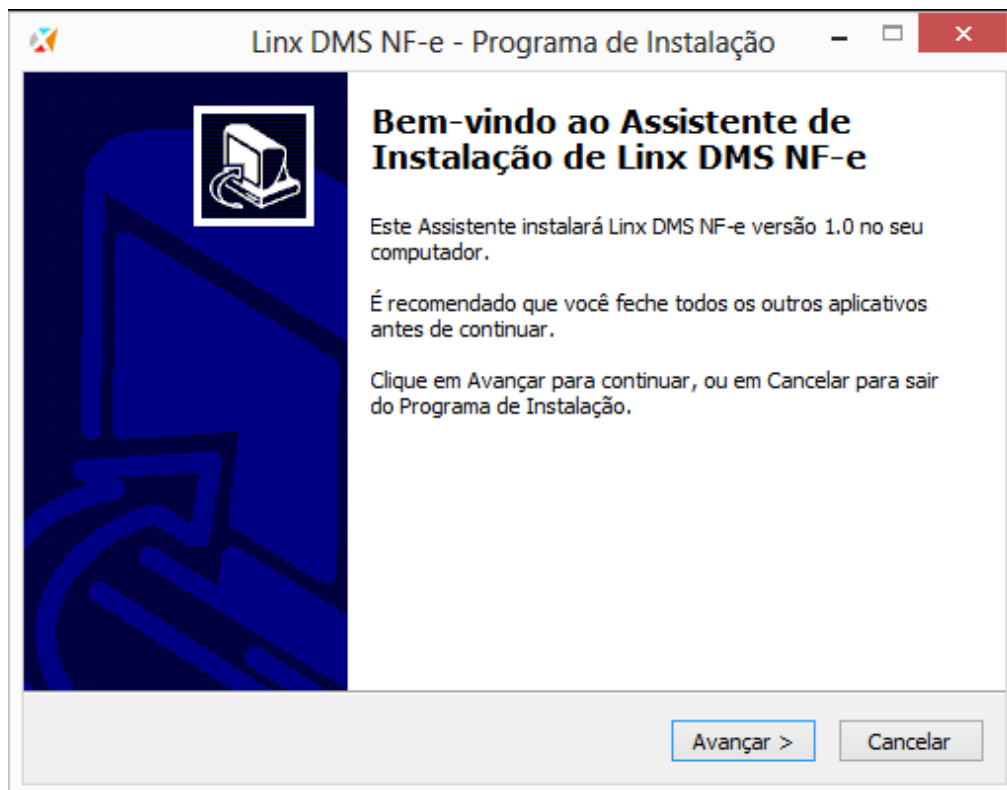 Linx DMS NF-e - Programa de Instalação
Bem-vindo ao Assistente de
Instalação de Linx DMS NF-e
Este Assistente instalará Linx DMS NF-e versão 1.0 no seu
computador.
É recomendado que você feche todos os outros aplicativos
antes de continuar.
Clique em Avançar para continuar, ou em Cancelar para sair
do Programa de Instalação.
Avançar >
Cancelar